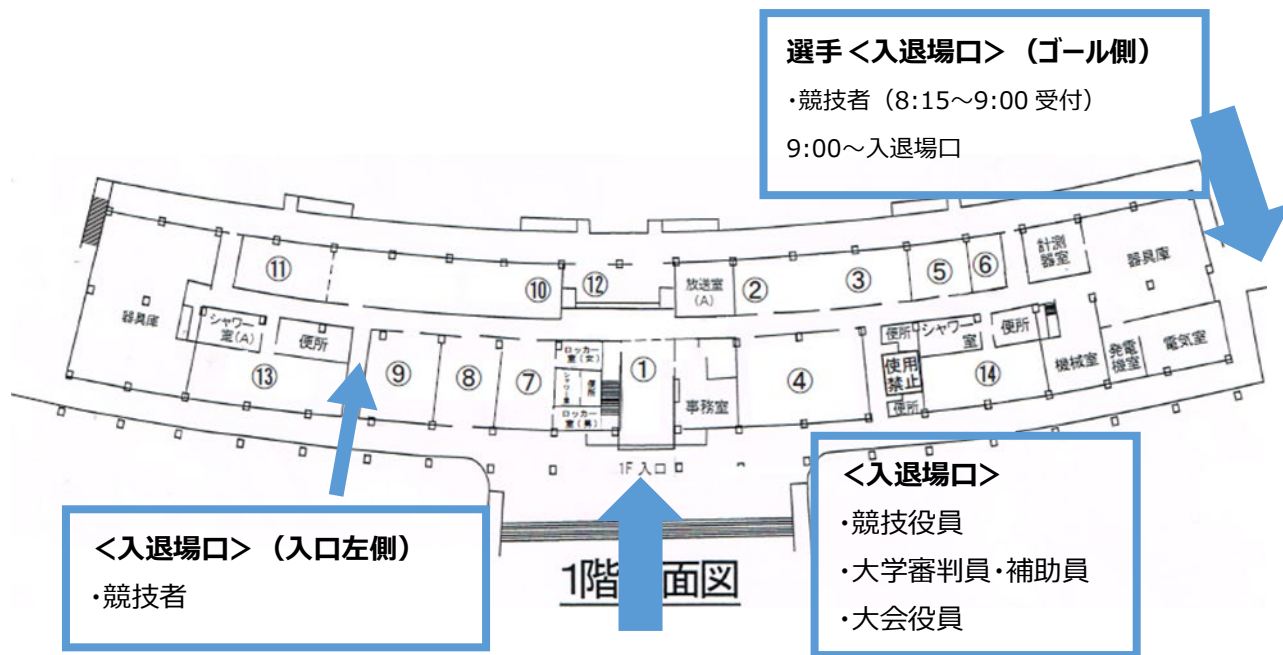 選手<入退場口>（ゴール側）
・競技者（8:15～9:00 受付）
9:00～入退場口
計測
器室
器具庫
⑪
⑩
⑫
放送室
(A)
②
③
⑤
⑥
器具庫
シャワー
室(A)
便所
⑬
⑨
⑧
⑦
ロッカー
室(女)
シャワー室
便所
ロッカー
室(男)
①
事務室
④
便所
シャワー
室
便所
使用
禁止
便所
⑭
機械室
発電
機室
電気室
1F 入口
<入退場口>（入口左側）
・競技者
<入退場口>
・競技役員
・大学審判員・補助員
・大会役員
1階 面図